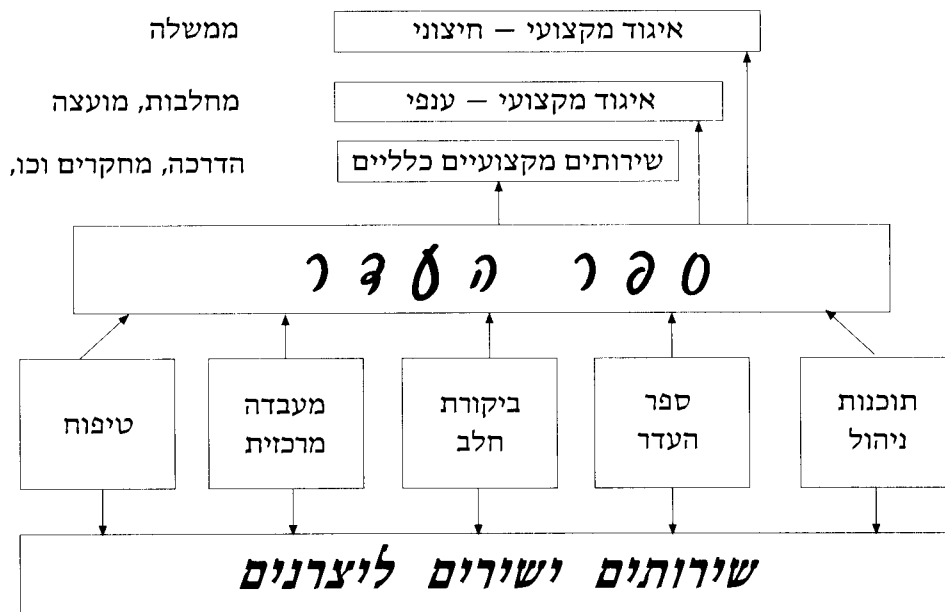 איגוד מקצועי – חיצוני
ממשלה
איגוד מקצועי – ענפי
מחלבות, מועצה
שירותים מקצועיים כלליים
הדרכה, מחקרים וכו,
ספר העדר
תוכנות
ניהול
ספר
העדר
ביקורת
חלב
מעבדה
מרכזית
טיפוח
שירותים ישירים ליצרנים